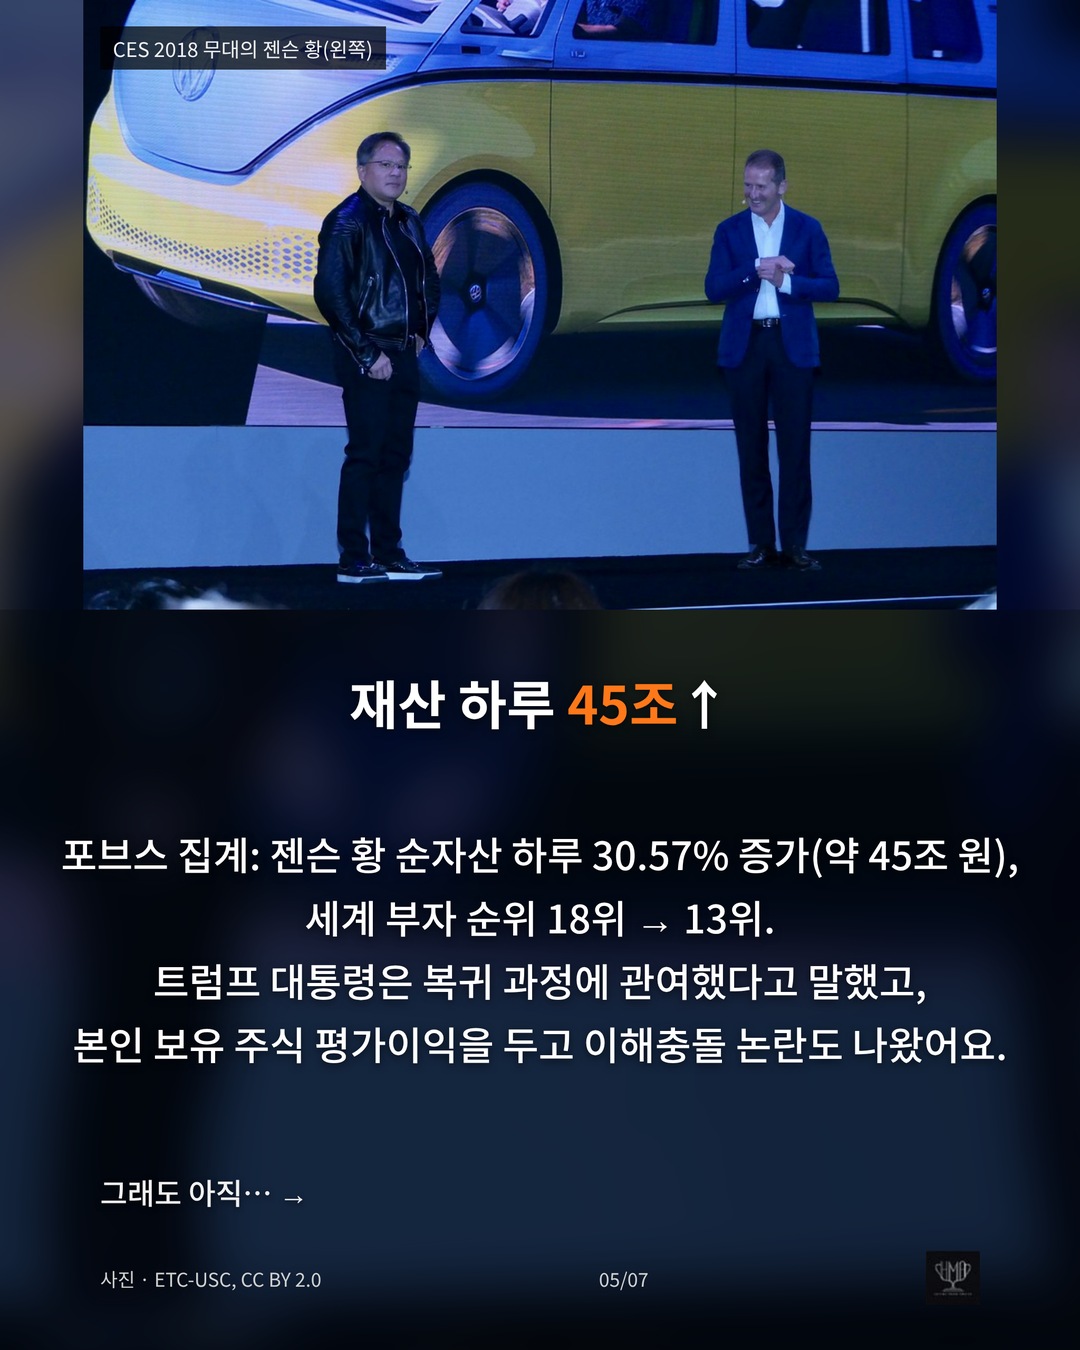 CES 2018 무대의 젠슨 황(왼쪽)
재산 하루 45조↑
포브스 집계: 젠슨 황 순자산 하루 30.57% 증가(약 45조 원),
세계 부자 순위 18위 → 13위.
트럼프 대통령은 복귀 과정에 관여했다고 말했고,
본인 보유 주식 평가이익을 두고 이해충돌 논란도 나왔어요.
그래도 아직… →
사진 · ETC-USC, CC BY 2.0
05/07